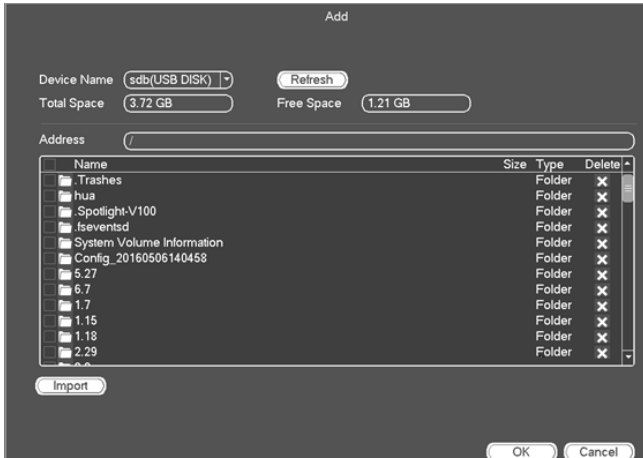 Add
Device Name sdb(USB DISK) Refresh
Total Space 3.72 GB Free Space 1.21 GB
Address /
Name Size Type Delete
.Trashes Folder
hua Folder
.Spotlight-V100 Folder
.fseventsd Folder
System Volume Information Folder
Config_20160506140458 Folder
5.27 Folder
6.7 Folder
1.7 Folder
1.15 Folder
1.18 Folder
2.29 Folder
Import
OK Cancel